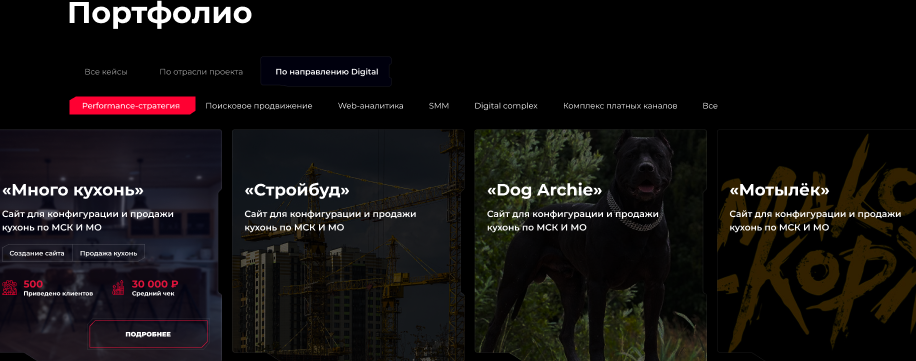 Портфолио
Все кейсы По отрасли проекта По направлению Digital
Performance-стратегия Поисковое продвижение Web-аналитика SMM Digital complex Комплекс платных каналов Все
«Много кухонь»
Сайт для конфигурации и продажи
кухонь по МСК И МО
Создание сайта Продажа кухонь
500
Приведено клиентов
30 000 ₽
Средний чек
ПОДРОБНЕЕ
«Стройбуд»
Сайт для конфигурации и продажи
кухонь по МСК И МО
«Dog Archie»
Сайт для конфигурации и продажи
кухонь по МСК И МО
«Мотылёк»
Сайт для конфигурации и продажи
кухонь по МСК И МО